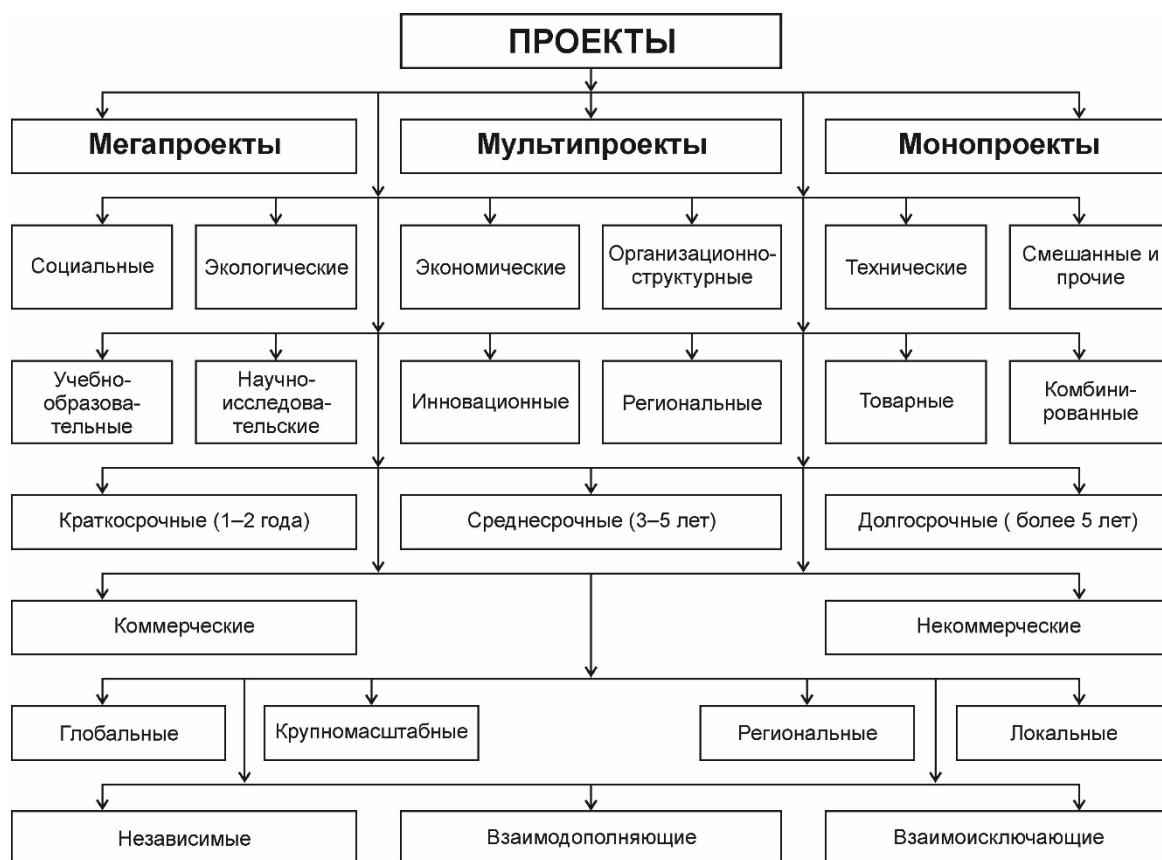 ПРОЕКТЫ
Мегапроекты
Мультипроекты
Монопроекты
Социальные
Экологические
Экономические
Организационно-
структурные
Технические
Смешанные и
прочие
Учебно-
образова-
тельные
Научно-
исследова-
тельские
Инновационные
Региональные
Товарные
Комбини-
рованные
Краткосрочные (1–2 года)
Среднесрочные (3–5 лет)
Долгосрочные ( более 5 лет)
Коммерческие
Некоммерческие
Глобальные
Крупномасштабные
Региональные
Локальные
Независимые
Взаимодополняющие
Взаимоисключающие